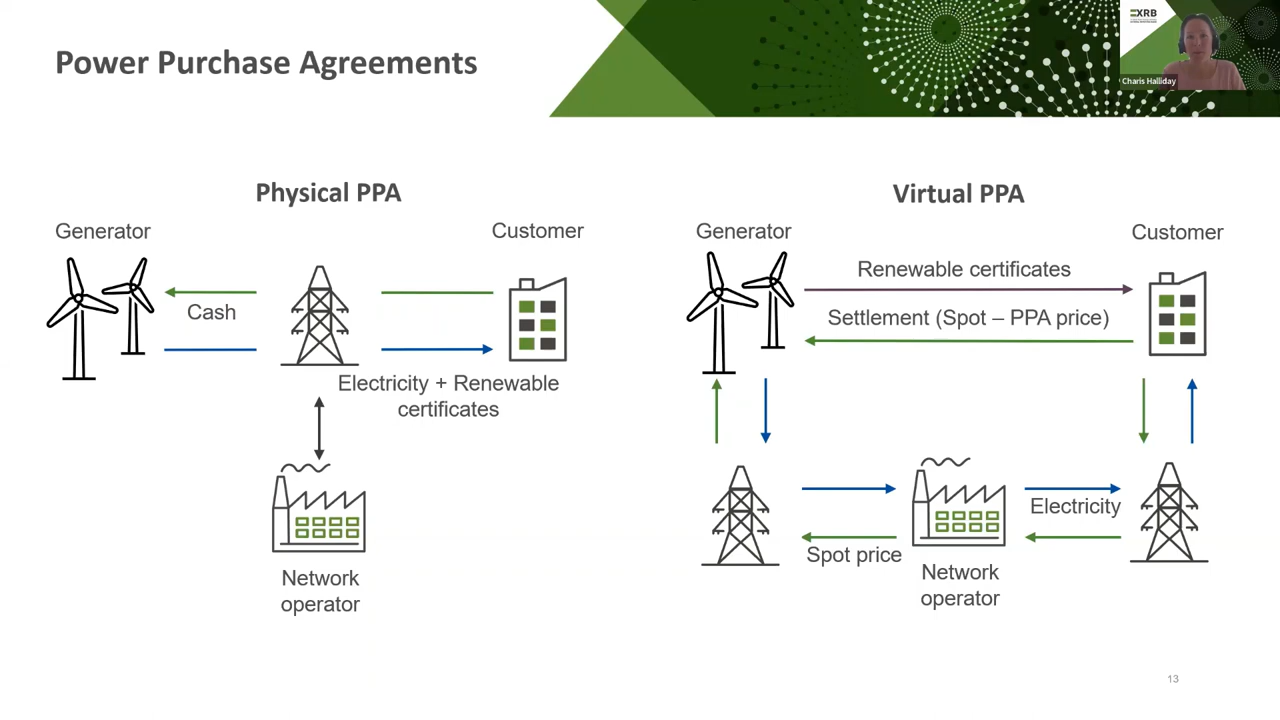 Power Purchase Agreements
XRB
Charis Halliday
Physical PPA
Generator
Customer
Cash
Electricity + Renewable
certificates
Network
operator
Virtual PPA
Generator
Customer
Renewable certificates
Settlement (Spot – PPA price)
Electricity
Spot price
Network
operator
13